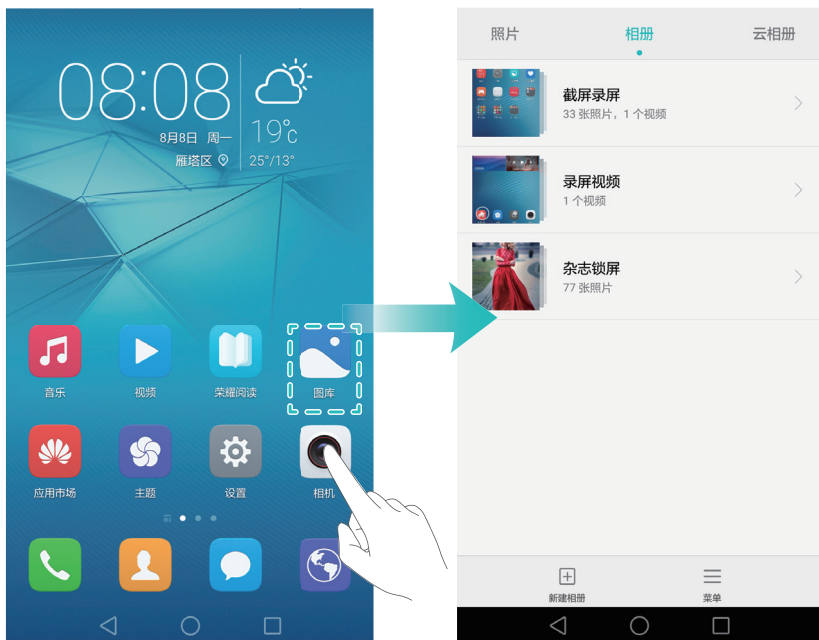 08:08
8月8日 周一
雁塔区
19°c
25°/13°
音乐
视频
荣耀阅读
图库
应用市场
主题
设置
相机
照片
相册
云相册
截屏录屏
33 张照片，1 个视频
录屏视频
1 个视频
杂志锁屏
77 张照片
新建相册
菜单